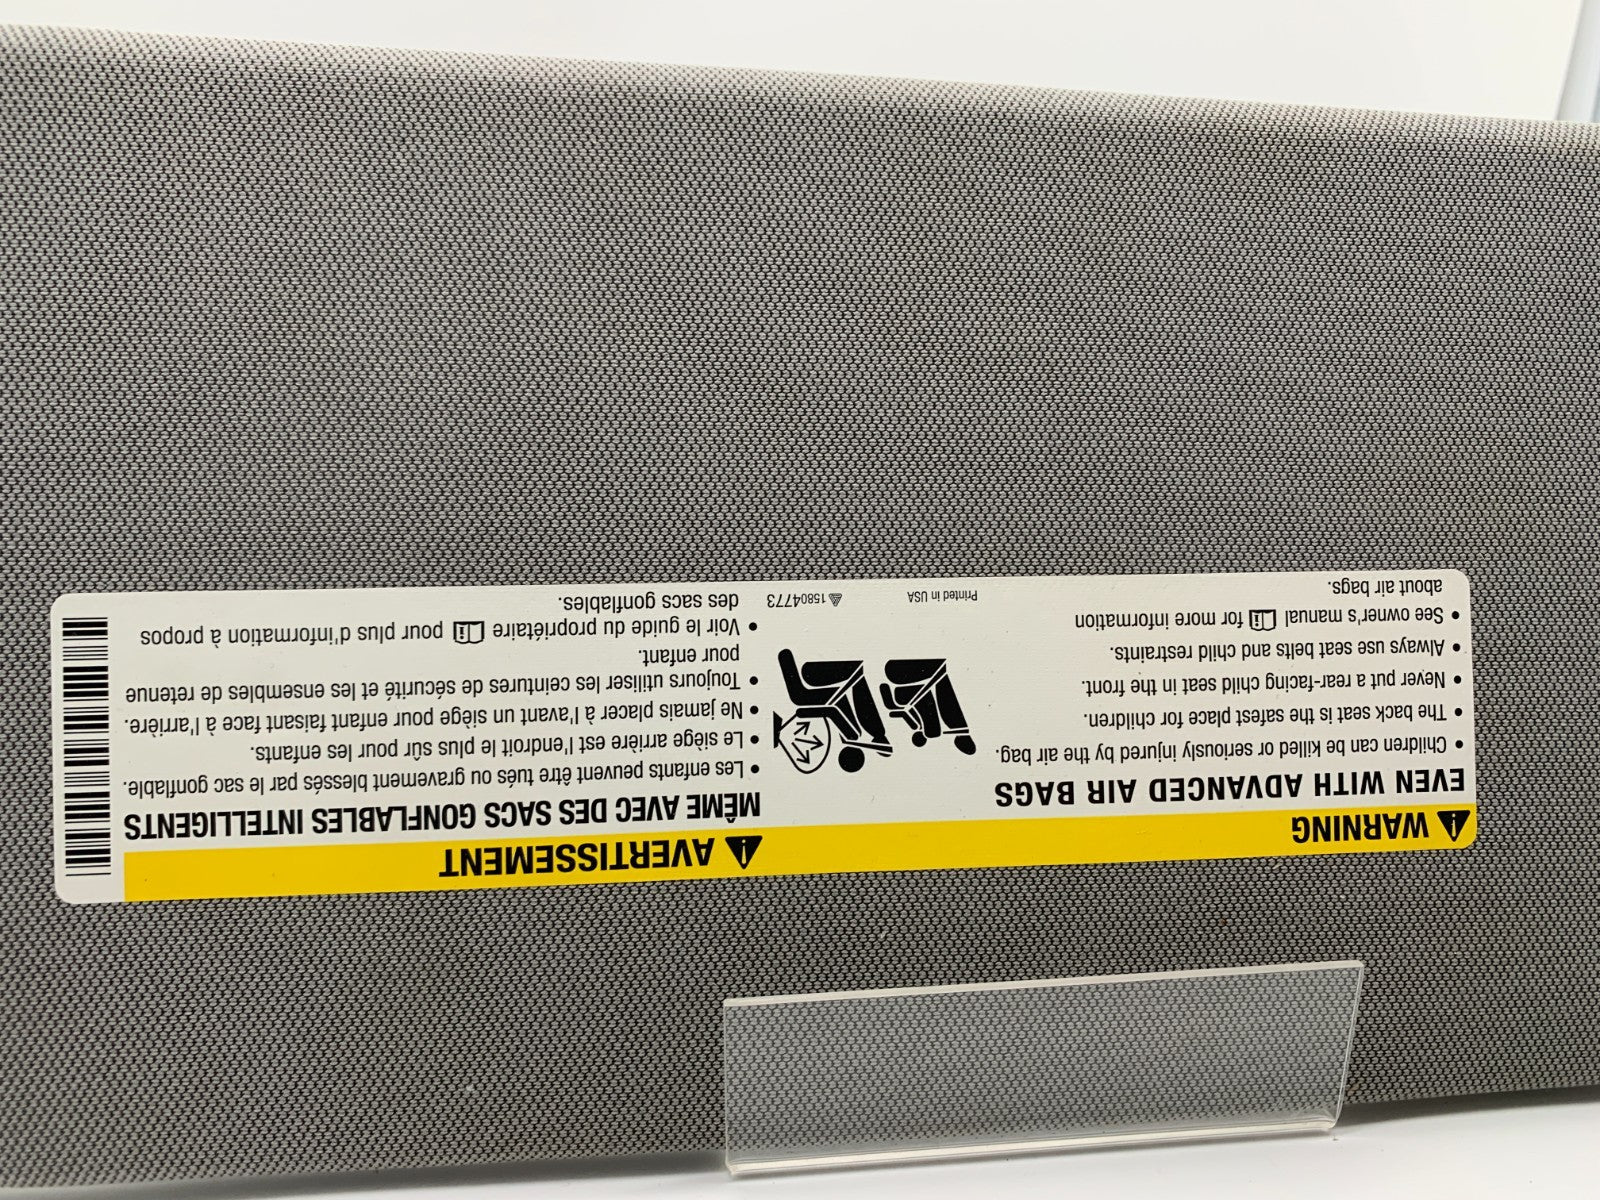 WARNING
EVEN WITH ADVANCED AIR BAGS
• Children can be killed or seriously injured by the air bag.
• The back seat is the safest place for children.
• Never put a rear-facing child seat in the front.
• Always use seat belts and child restraints.
• See owner's manual for more information
about air bags.
Printed in USA
15804773
AVERTISSEMENT
MÊME AVEC DES SACS GONFLABLES INTELLIGENTS
• Les enfants peuvent être tués ou gravement blessés par le sac gonflable.
• Le siège arrière est l'endroit le plus sûr pour les enfants.
• Ne jamais placer à l'avant un siège pour enfant faisant face à l'arrière.
• Toujours utiliser les ceintures de sécurité et les ensembles de retenue
pour enfant.
• Voir le guide du propriétaire pour plus d'information à propos
des sacs gonflables.